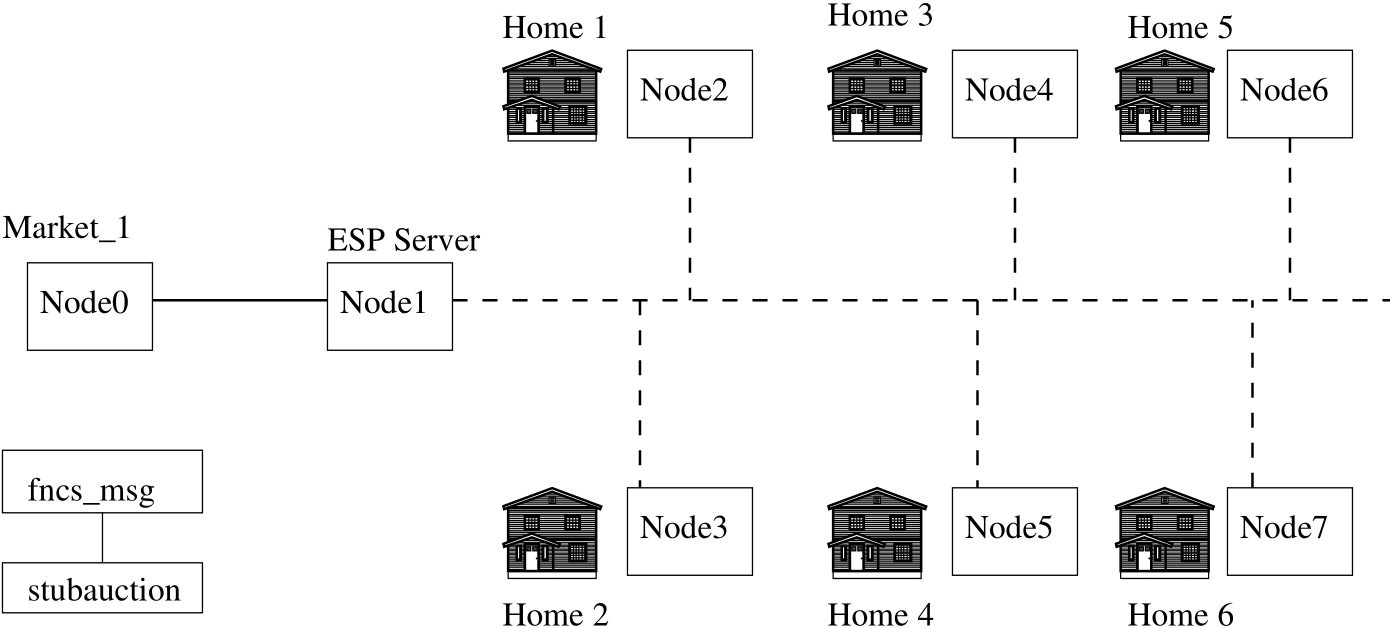 Home 1
Home 3
Home 5
Node2
Node4
Node6
Market_1
ESP Server
Node0
Node1
fncs_msg
stubauction
Node3
Node5
Node7
Home 2
Home 4
Home 6